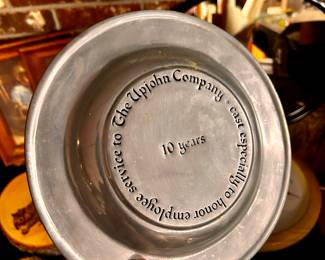 The Upjohn Company · cast especially to honor employee service to
10 years